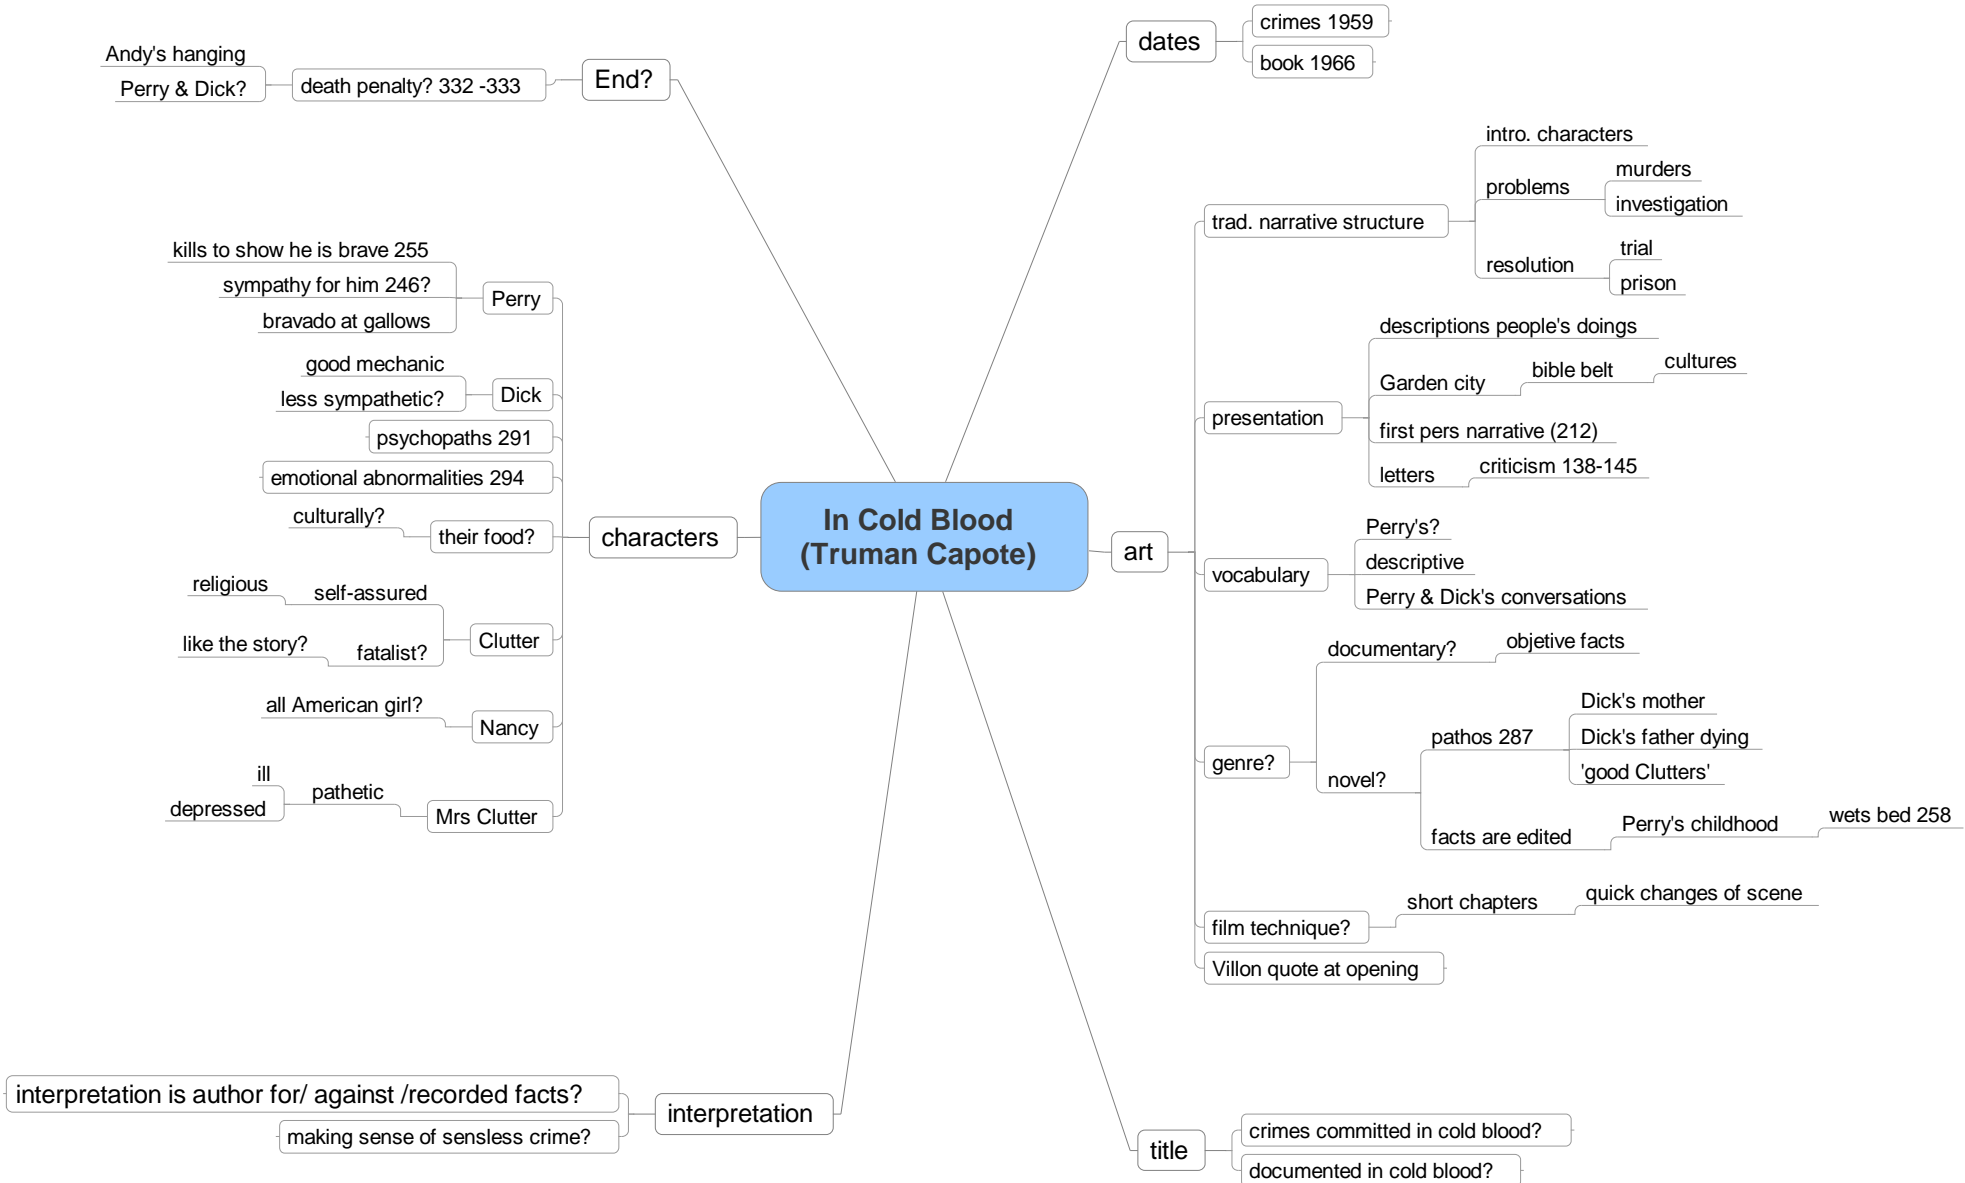 In Cold Blood
(Truman Capote)
dates
crimes 1959
book 1966
art
trad. narrative structure
intro. characters
problems
murders
investigation
resolution
trial
prison
presentation
descriptions people's doings
Garden city
bible belt
cultures
first pers narrative (212)
letters
criticism 138-145
vocabulary
Perry's?
descriptive
Perry & Dick's conversations
genre?
documentary?
objetive facts
novel?
pathos 287
Dick's mother
Dick's father dying
'good Clutters'
facts are edited
Perry's childhood
wets bed 258
film technique?
short chapters
quick changes of scene
Villon quote at opening
title
crimes committed in cold blood?
documented in cold blood?
End?
death penalty? 332 -333
Andy's hanging
Perry & Dick?
characters
Perry
kills to show he is brave 255
sympathy for him 246?
bravado at gallows
Dick
good mechanic
less sympathetic?
psychopaths 291
emotional abnormalities 294
their food?
culturally?
Clutter
self-assured
religious
fatalist?
like the story?
Nancy
all American girl?
Mrs Clutter
pathetic
ill
depressed
interpretation
interpretation is author for/ against /recorded facts?
making sense of sensless crime?